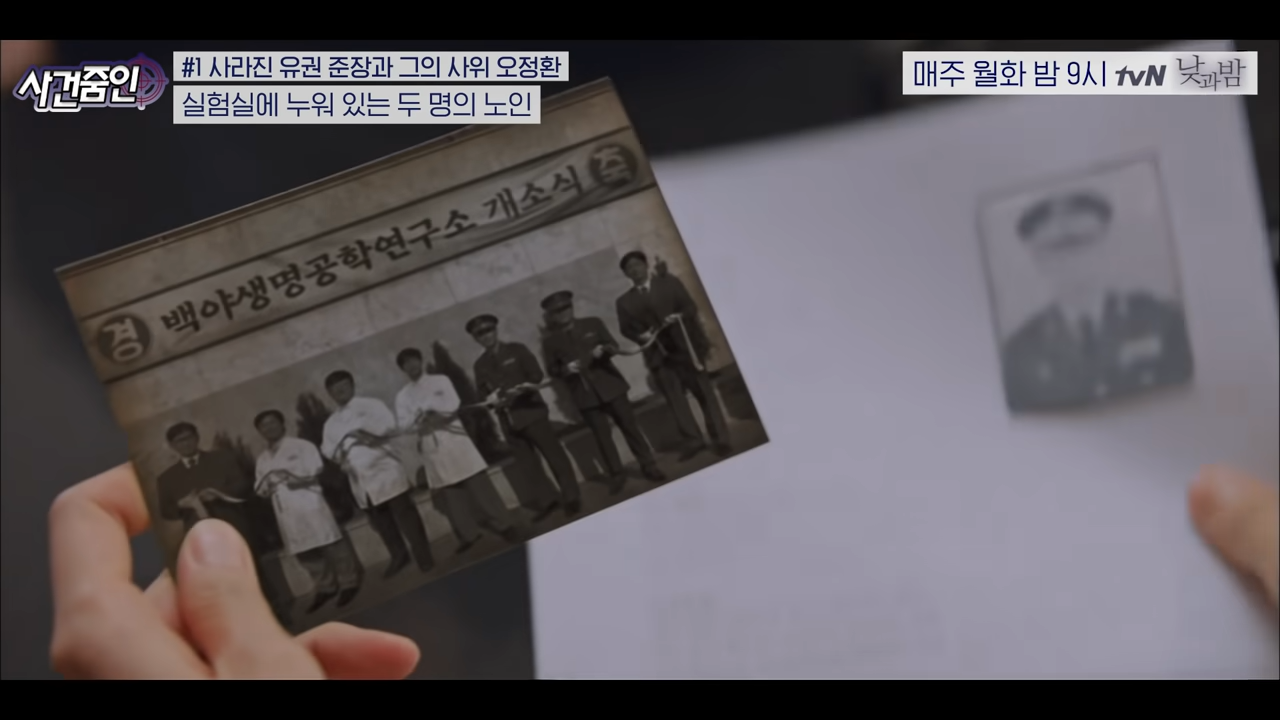 사건줌인
#1 사라진 유권 준장과 그의 사위 오정환
실험실에 누워 있는 두 명의 노인
매주 월화 밤 9시 tvN 낮과밤
경 백야생명공학연구소 개소식 축